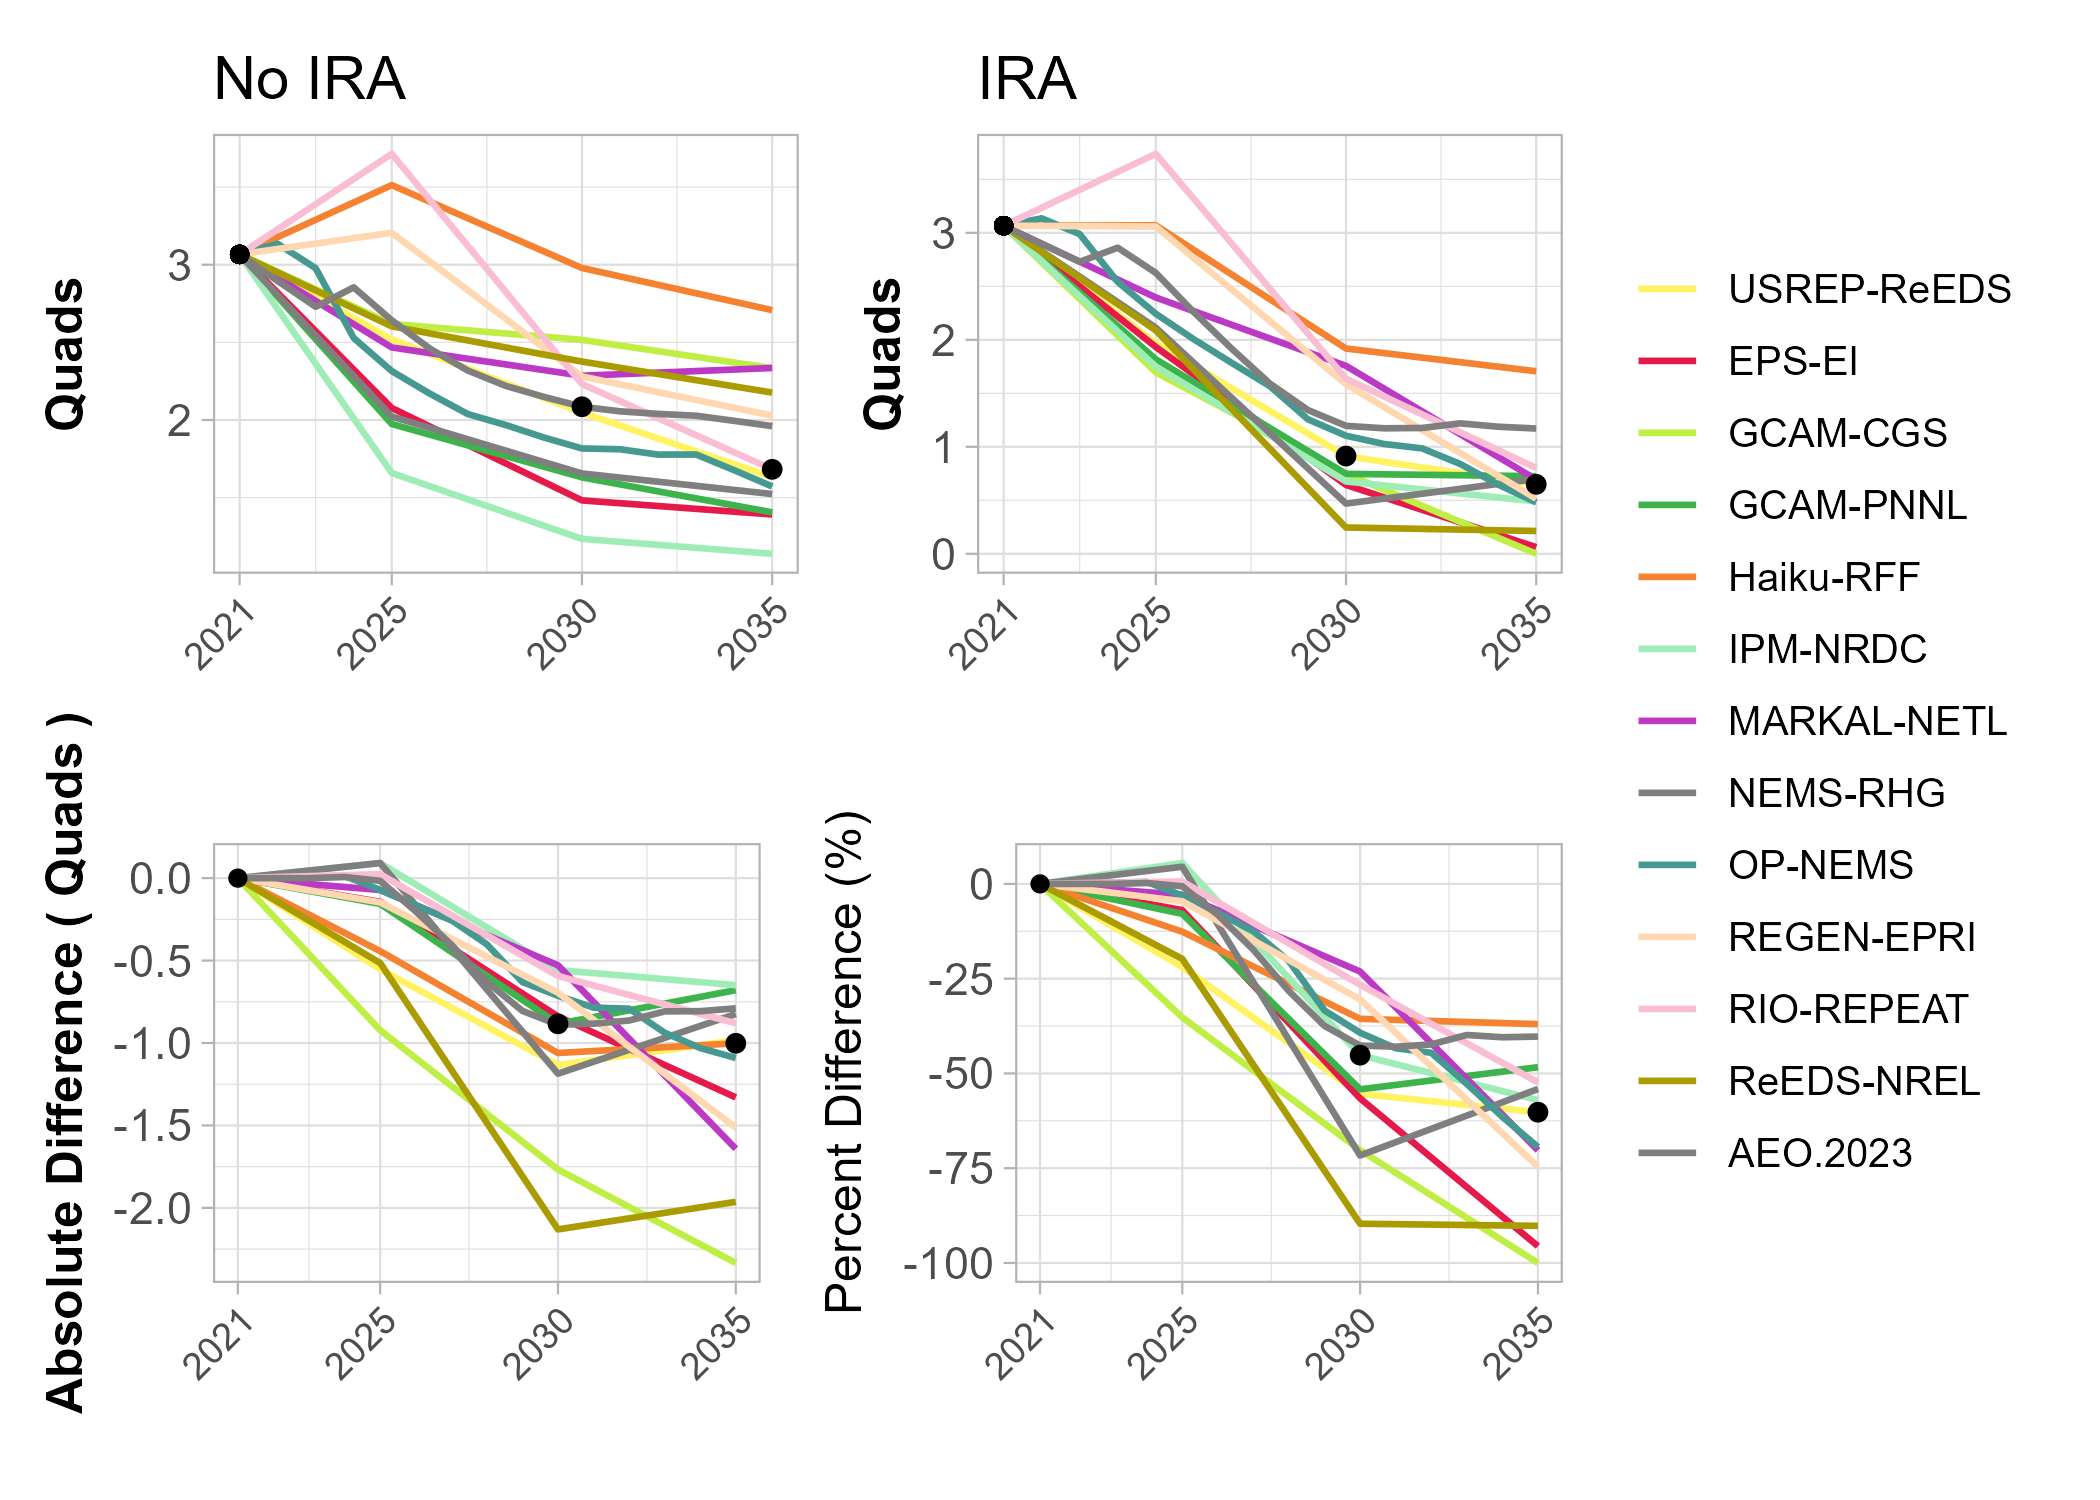 No IRA
IRA
Quads
3
2
2021
2025
2030
2035
Quads
3
2
1
0
2021
2025
2030
2035
Absolute Difference ( Quads )
0.0
-0.5
-1.0
-1.5
-2.0
2021
2025
2030
2035
Percent Difference (%)
0
-25
-50
-75
-100
2021
2025
2030
2035
USREP-ReEDS
EPS-EI
GCAM-CGS
GCAM-PNNL
Haiku-RFF
IPM-NRDC
MARKAL-NETL
NEMS-RHG
OP-NEMS
REGEN-EPRI
RIO-REPEAT
ReEDS-NREL
AEO.2023